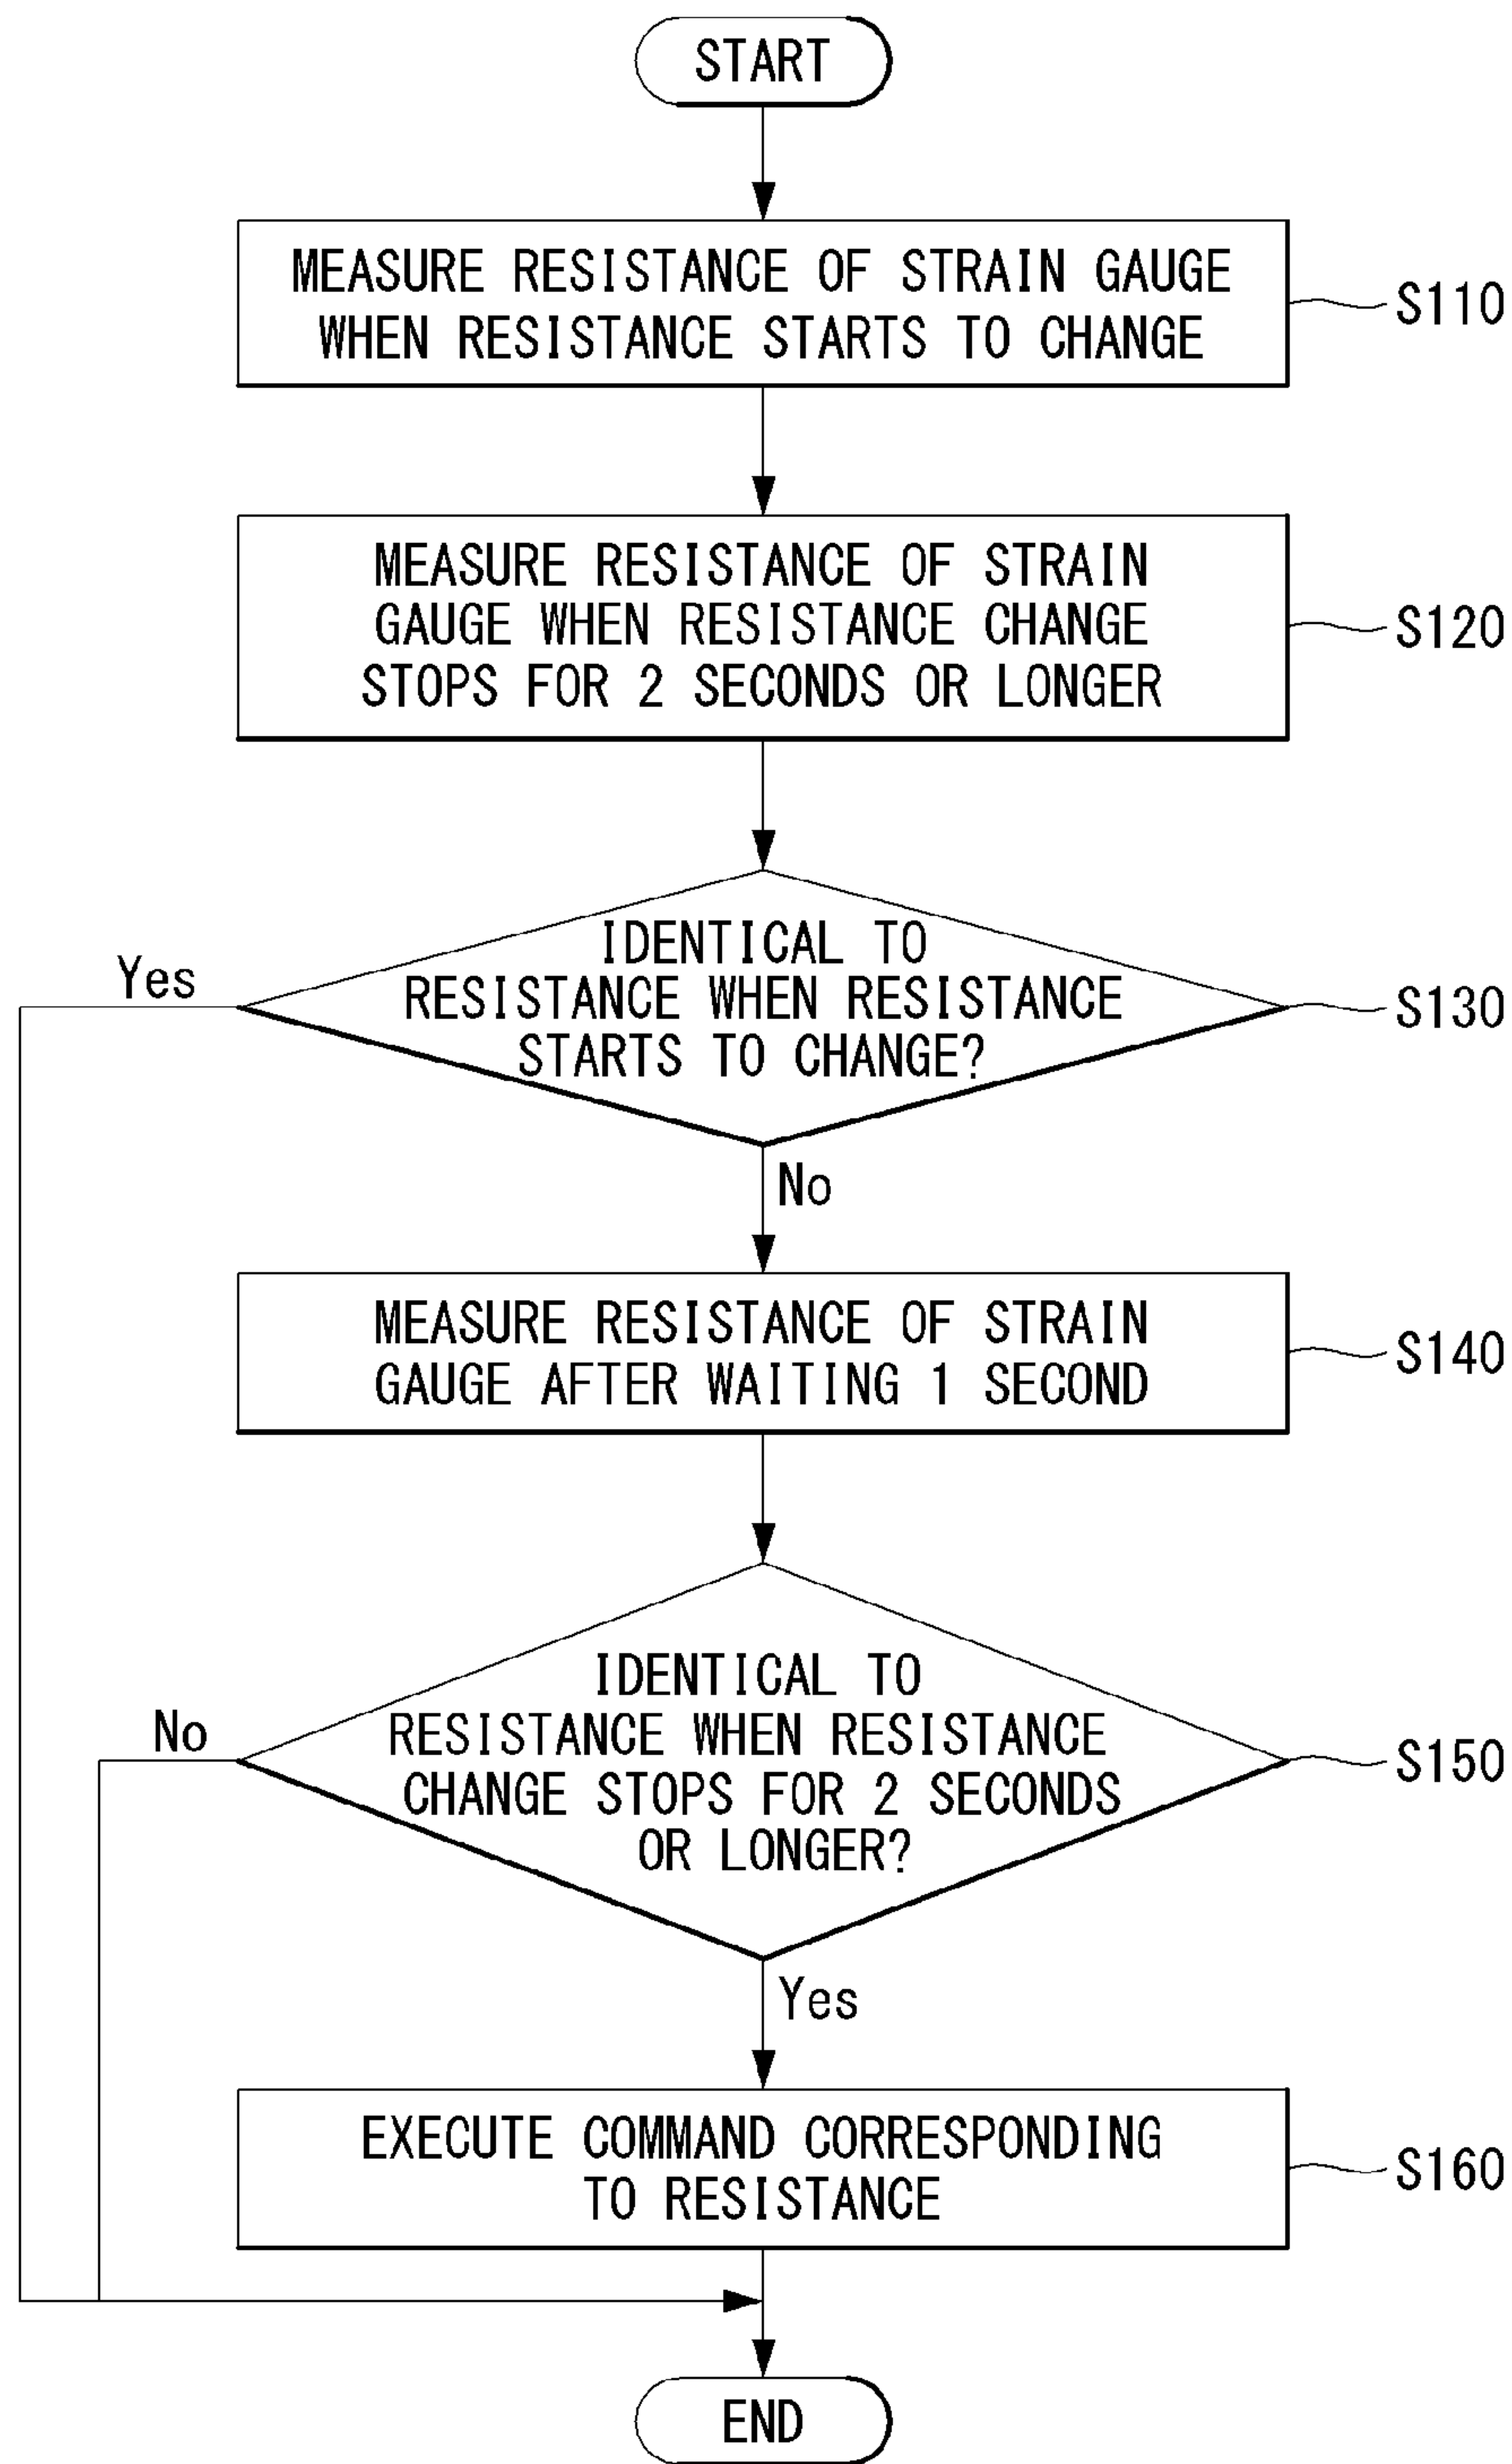 START
MEASURE RESISTANCE OF STRAIN GAUGE
WHEN RESISTANCE STARTS TO CHANGE
S110
MEASURE RESISTANCE OF STRAIN
GAUGE WHEN RESISTANCE CHANGE
STOPS FOR 2 SECONDS OR LONGER
S120
IDENTICAL TO
RESISTANCE WHEN RESISTANCE
STARTS TO CHANGE?
Yes
S130
No
MEASURE RESISTANCE OF STRAIN
GAUGE AFTER WAITING 1 SECOND
S140
IDENTICAL TO
RESISTANCE WHEN RESISTANCE
CHANGE STOPS FOR 2 SECONDS
OR LONGER?
No
S150
Yes
EXECUTE COMMAND CORRESPONDING
TO RESISTANCE
S160
END